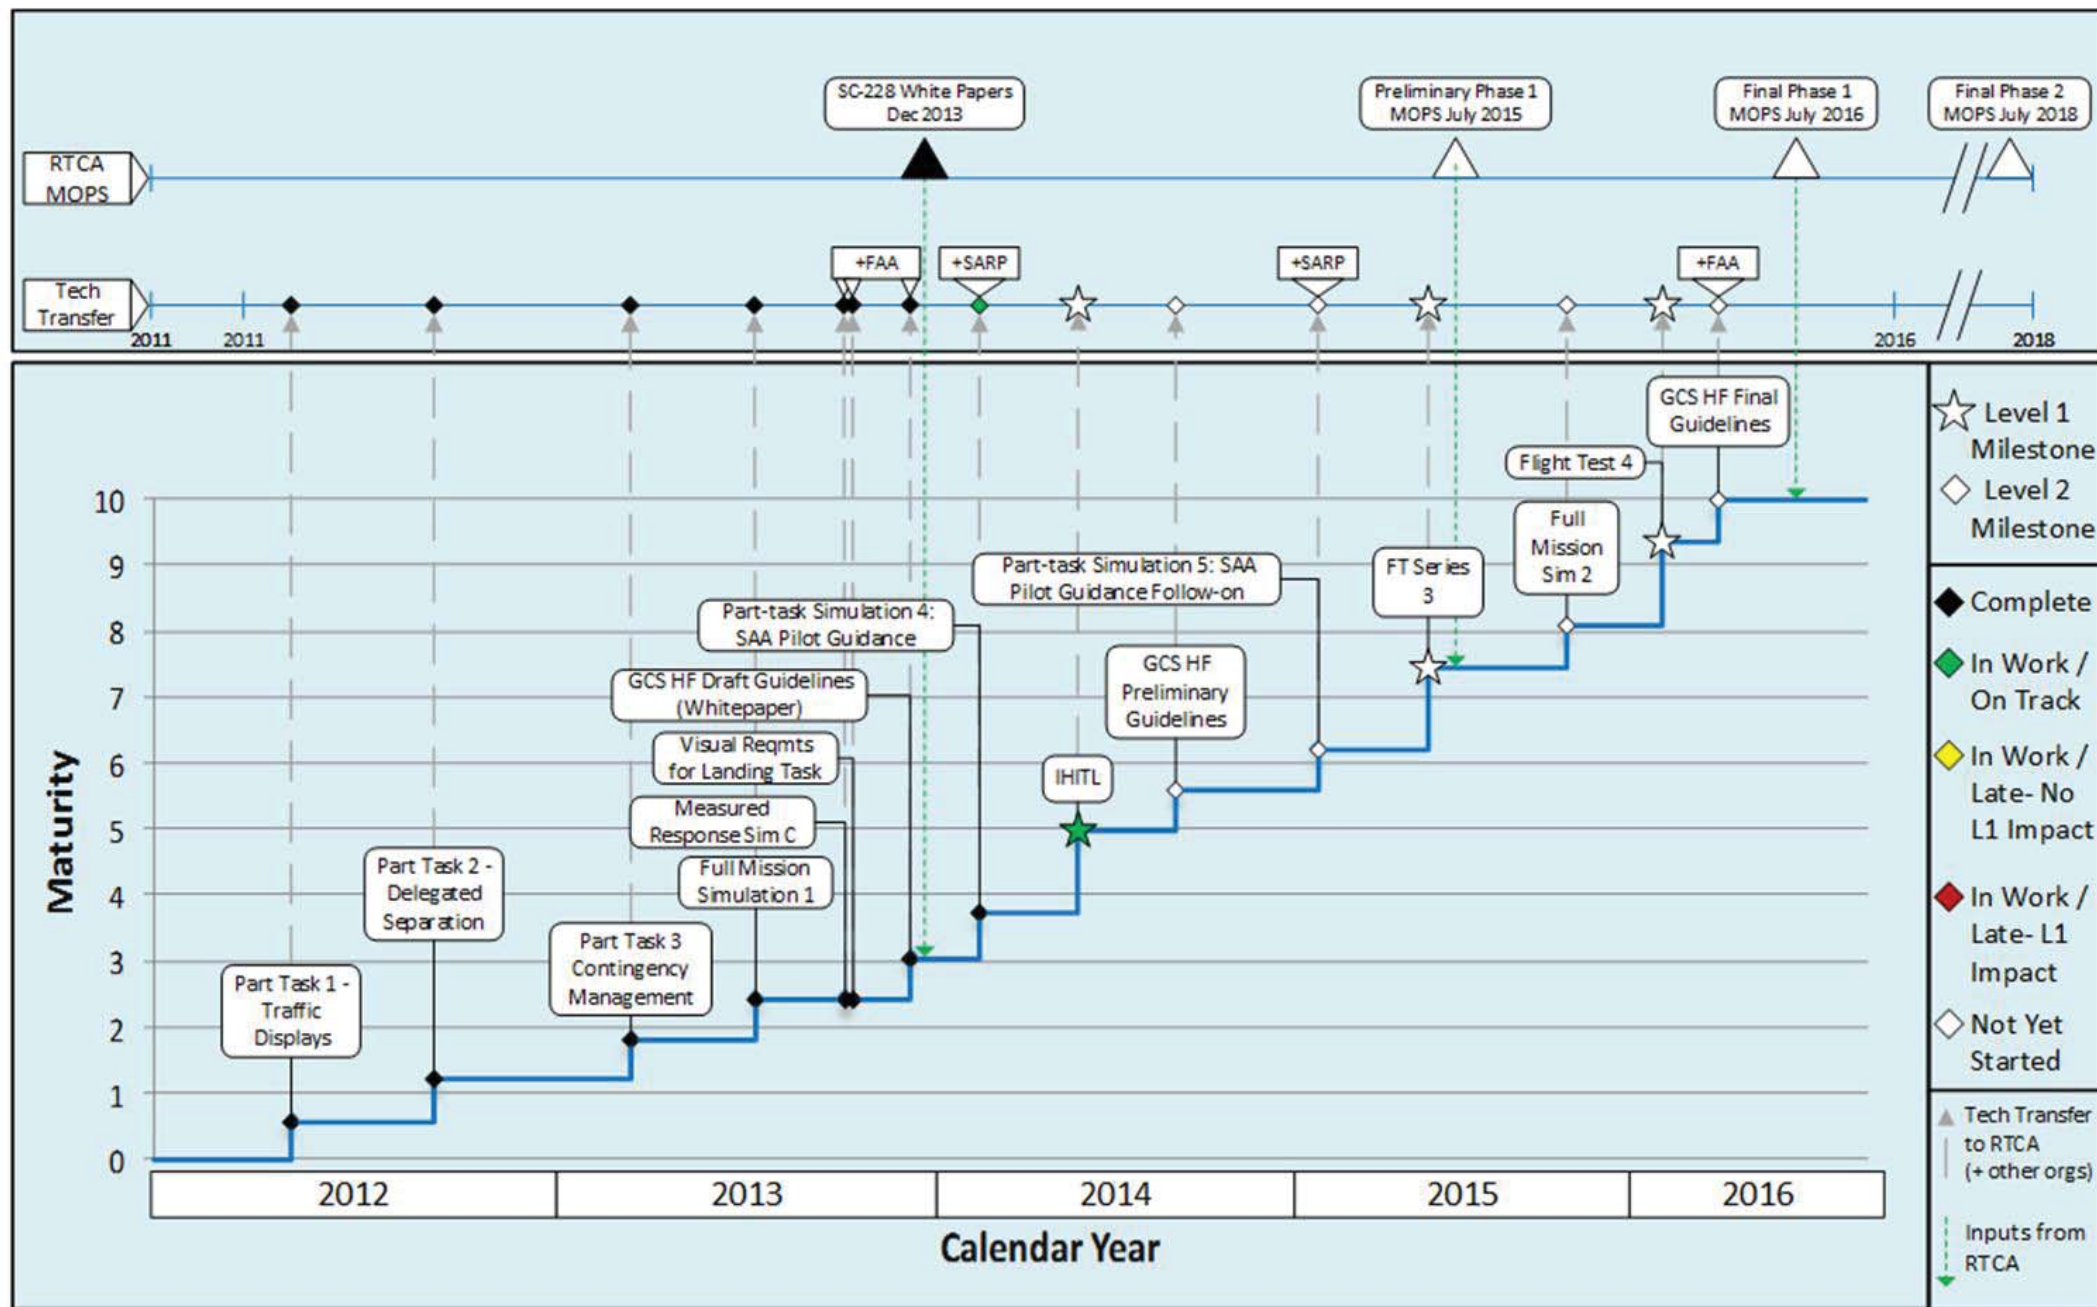 SC-228 White Papers
Dec 2013
Preliminary Phase 1
MOPS July 2015
Final Phase 1
MOPS July 2016
Final Phase 2
MOPS July 2018
RTCA
MOPS
+FAA
+SARP
+SARP
+FAA
Tech
Transfer
2011
2011
2016
2018
GCS HF Final
Guidelines
Flight Test 4
Full
Mission
Sim 2
FT Series
3
Part-task Simulation 5: SAA
Pilot Guidance Follow-on
Part-task Simulation 4:
SAA Pilot Guidance
GCS HF
Preliminary
Guidelines
GCS HF Draft Guidelines
(Whitepaper)
Visual Reqmts
for Landing Task
IHITL
Measured
Response Sim C
Full Mission
Simulation 1
Part Task 2 -
Delegated
Separation
Part Task 3
Contingency
Management
Part Task 1 -
Traffic
Displays
10
9
8
7
6
5
4
3
2
1
0
Maturity
2012
2013
2014
2015
2016
Calendar Year
Level 1
Milestone
Level 2
Milestone
Complete
In Work /
On Track
In Work /
Late- No
L1 Impact
In Work /
Late- L1
Impact
Not Yet
Started
Tech Transfer
to RTCA
(+ other orgs)
Inputs from
RTCA